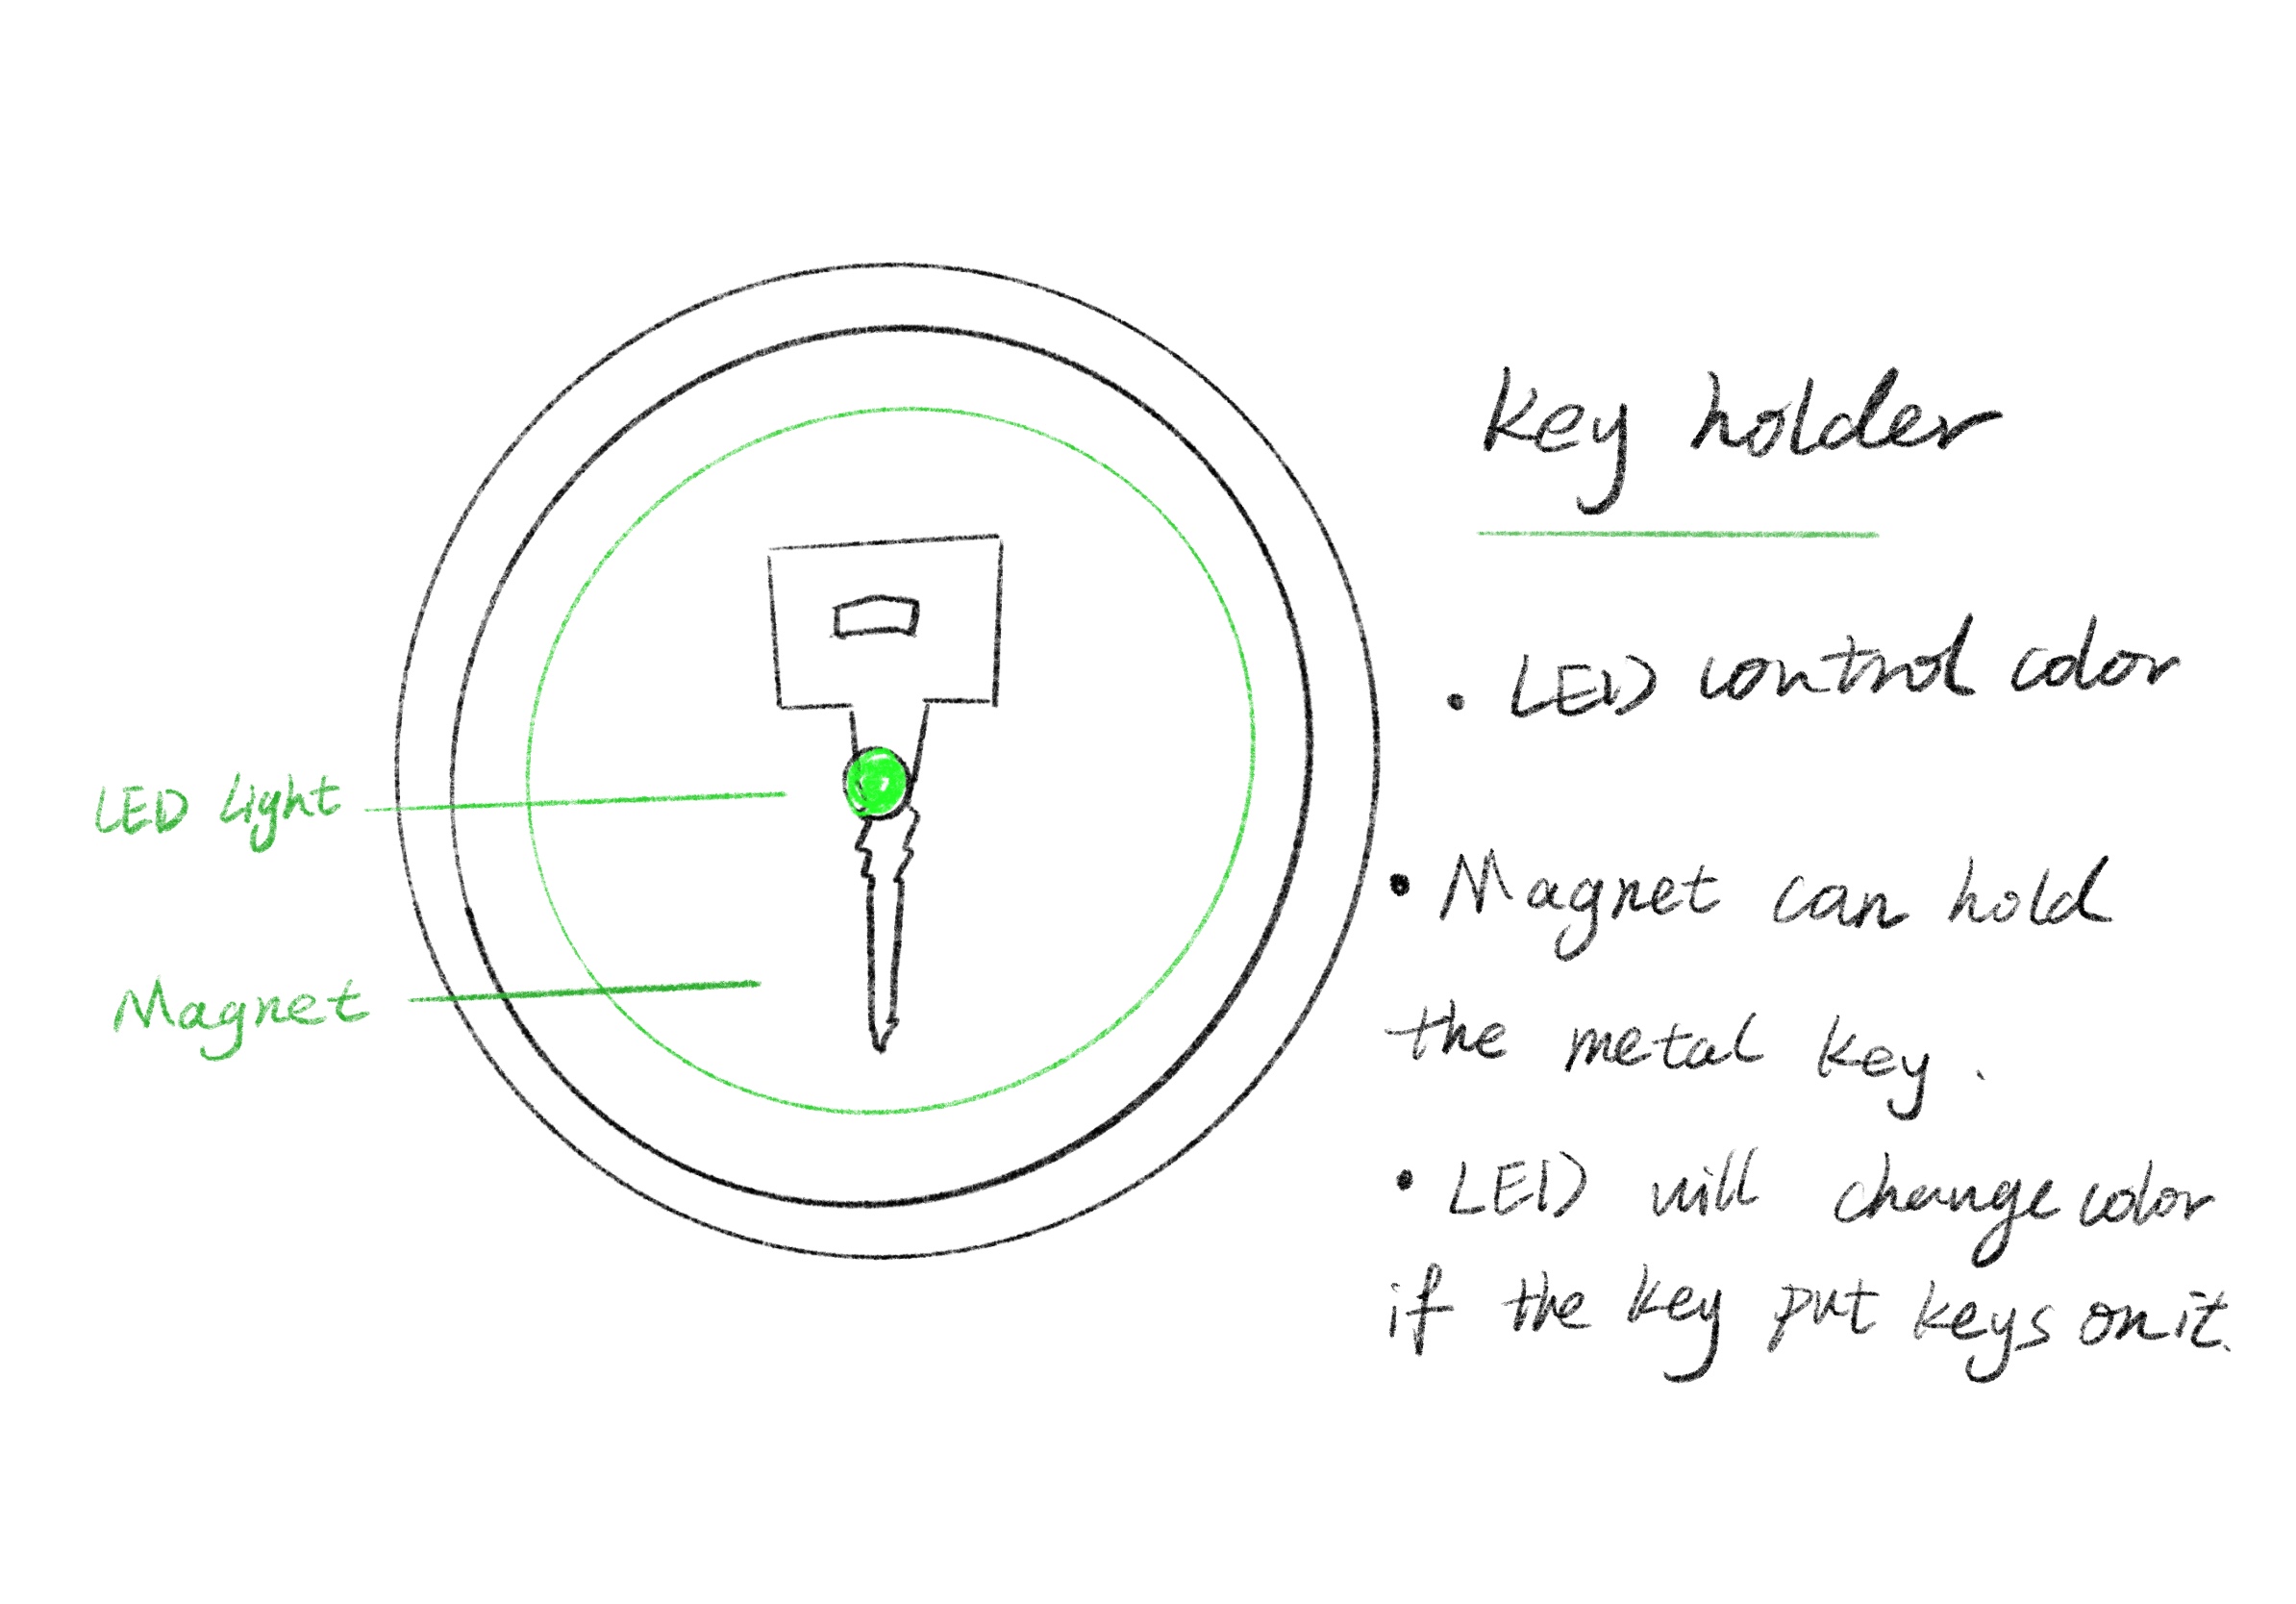 Key holder
• LED control color
LED Light
• Magnet can hold
Magnet
the metal key.
• LED will change color
if the key put keys on it.